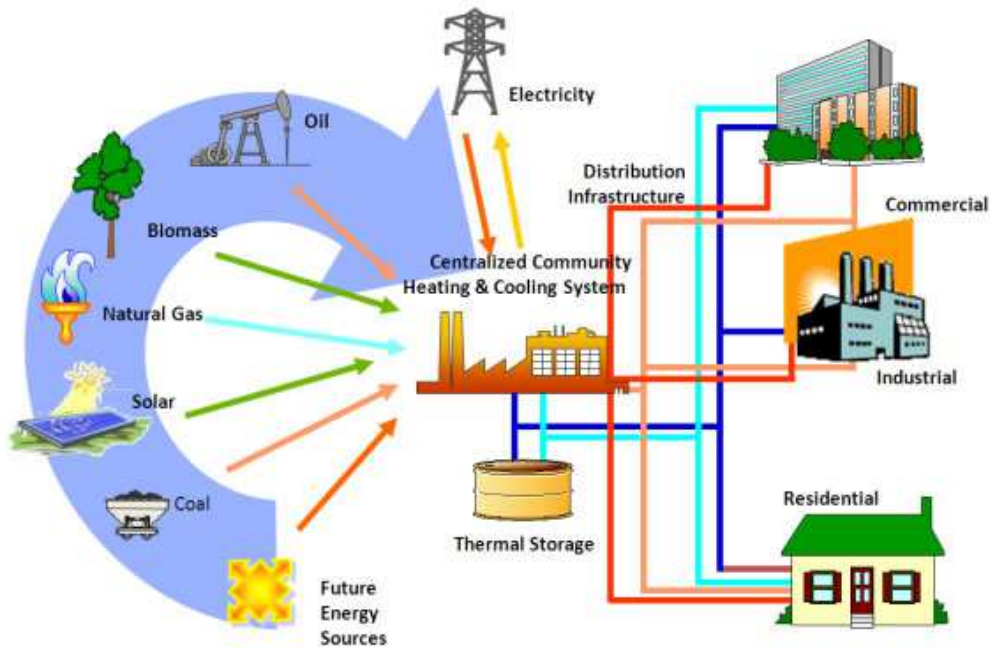 Electricity
Oil
Distribution
Infrastructure
Commercial
Biomass
Centralized Community
Heating & Cooling System
Natural Gas
Industrial
Solar
Coal
Residential
Thermal Storage
Future
Energy
Sources